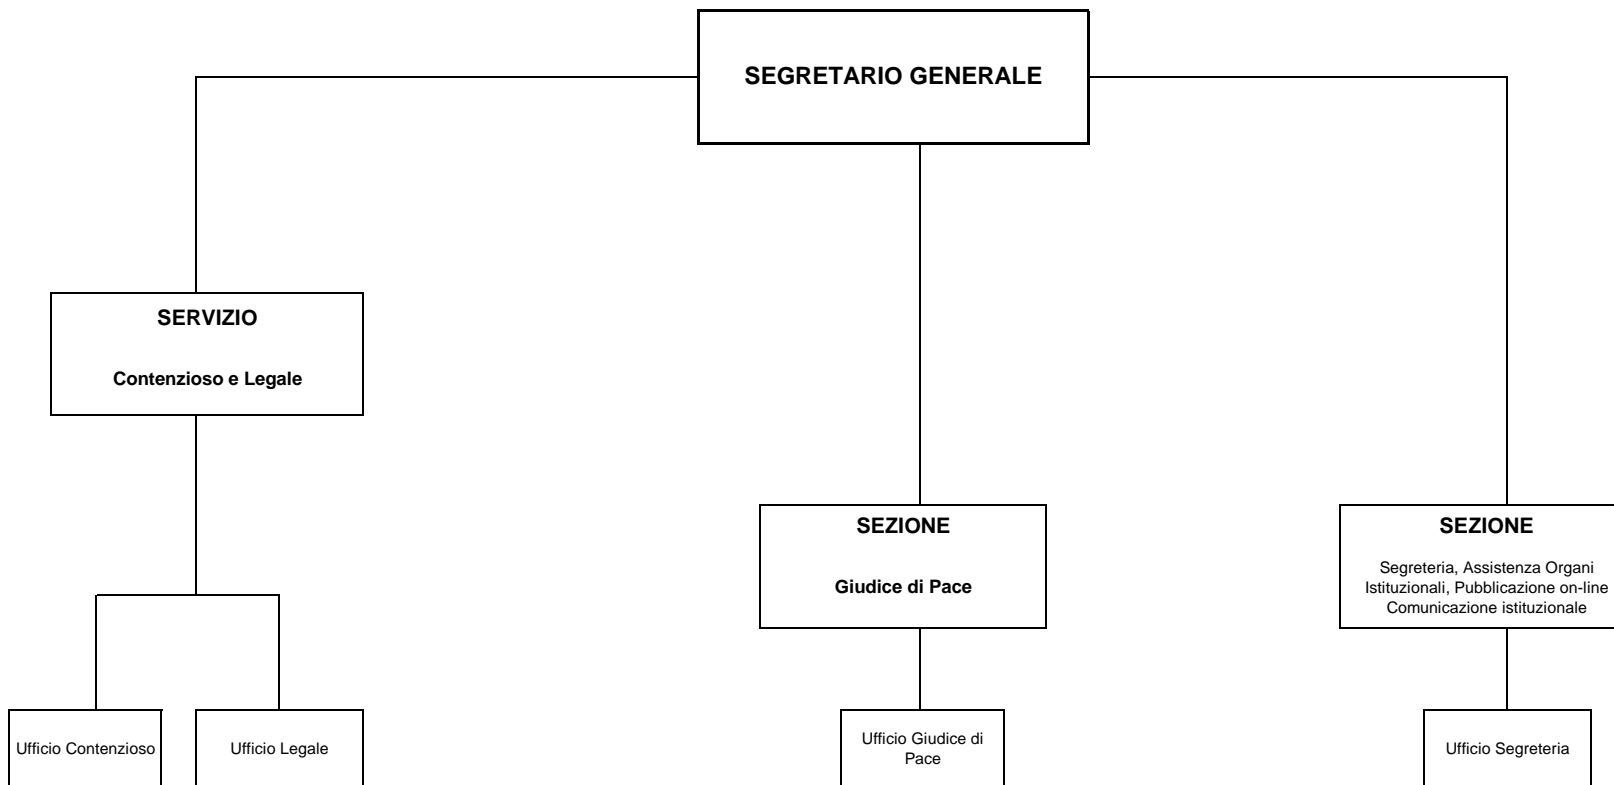 SEGRETARIO GENERALE
SERVIZIO
Contenzioso e Legale
SEZIONE
Giudice di Pace
SEZIONE
Segreteria, Assistenza Organi
Istituzionali, Pubblicazione on-line
Comunicazione istituzionale
Ufficio Contenzioso
Ufficio Legale
Ufficio Giudice di
Pace
Ufficio Segreteria